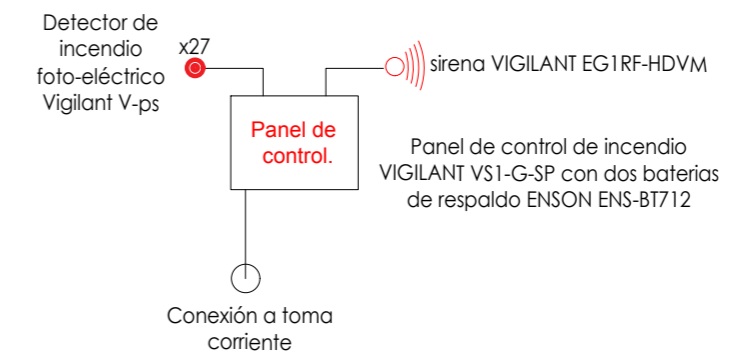 Detector de
incendio
foto-eléctrico
Vigilant V-ps
x27
sirena VIGILANT EG1RF-HDVM
Panel de
control.
Panel de control de incendio
VIGILANT VS1-G-SP con dos baterias
de respaldo ENSON ENS-BT712
Conexión a toma
corriente